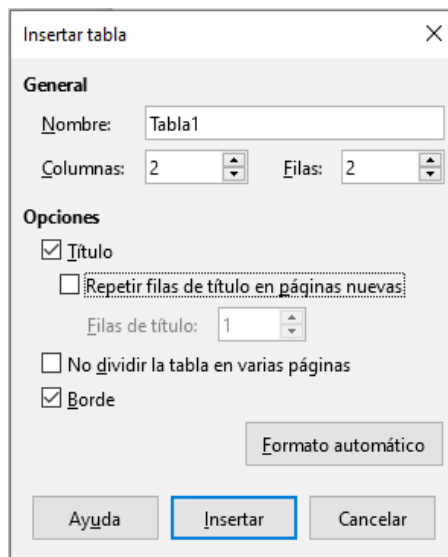 Insertar tabla
General
Nombre: Tabla1
Columnas: 2 Filas: 2
Opciones
Título
Repetir filas de título en páginas nuevas
Filas de título: 1
No dividir la tabla en varias páginas
Borde
Formato automático
Ayuda Insertar Cancelar